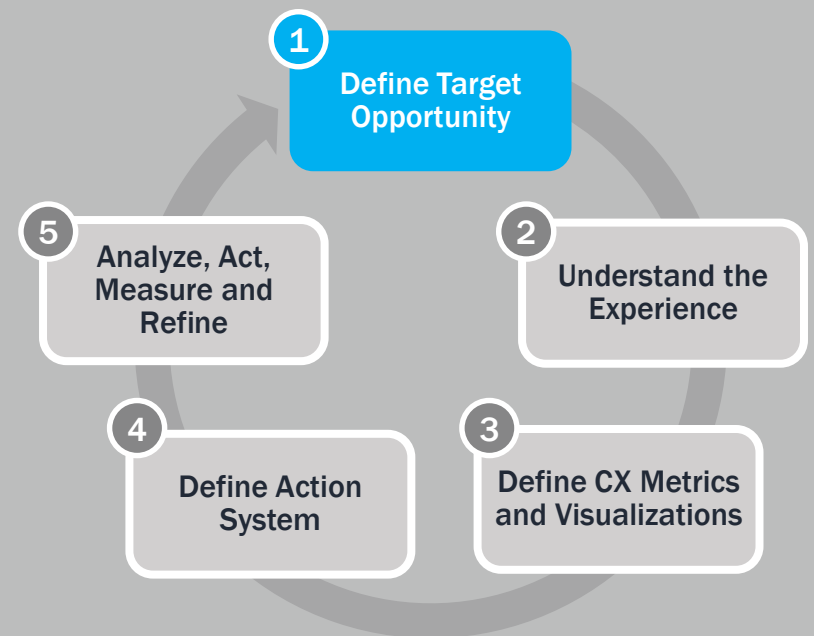 1
Define Target
Opportunity
2
Understand the
Experience
3
Define CX Metrics
and Visualizations
4
Define Action
System
5
Analyze, Act,
Measure and
Refine